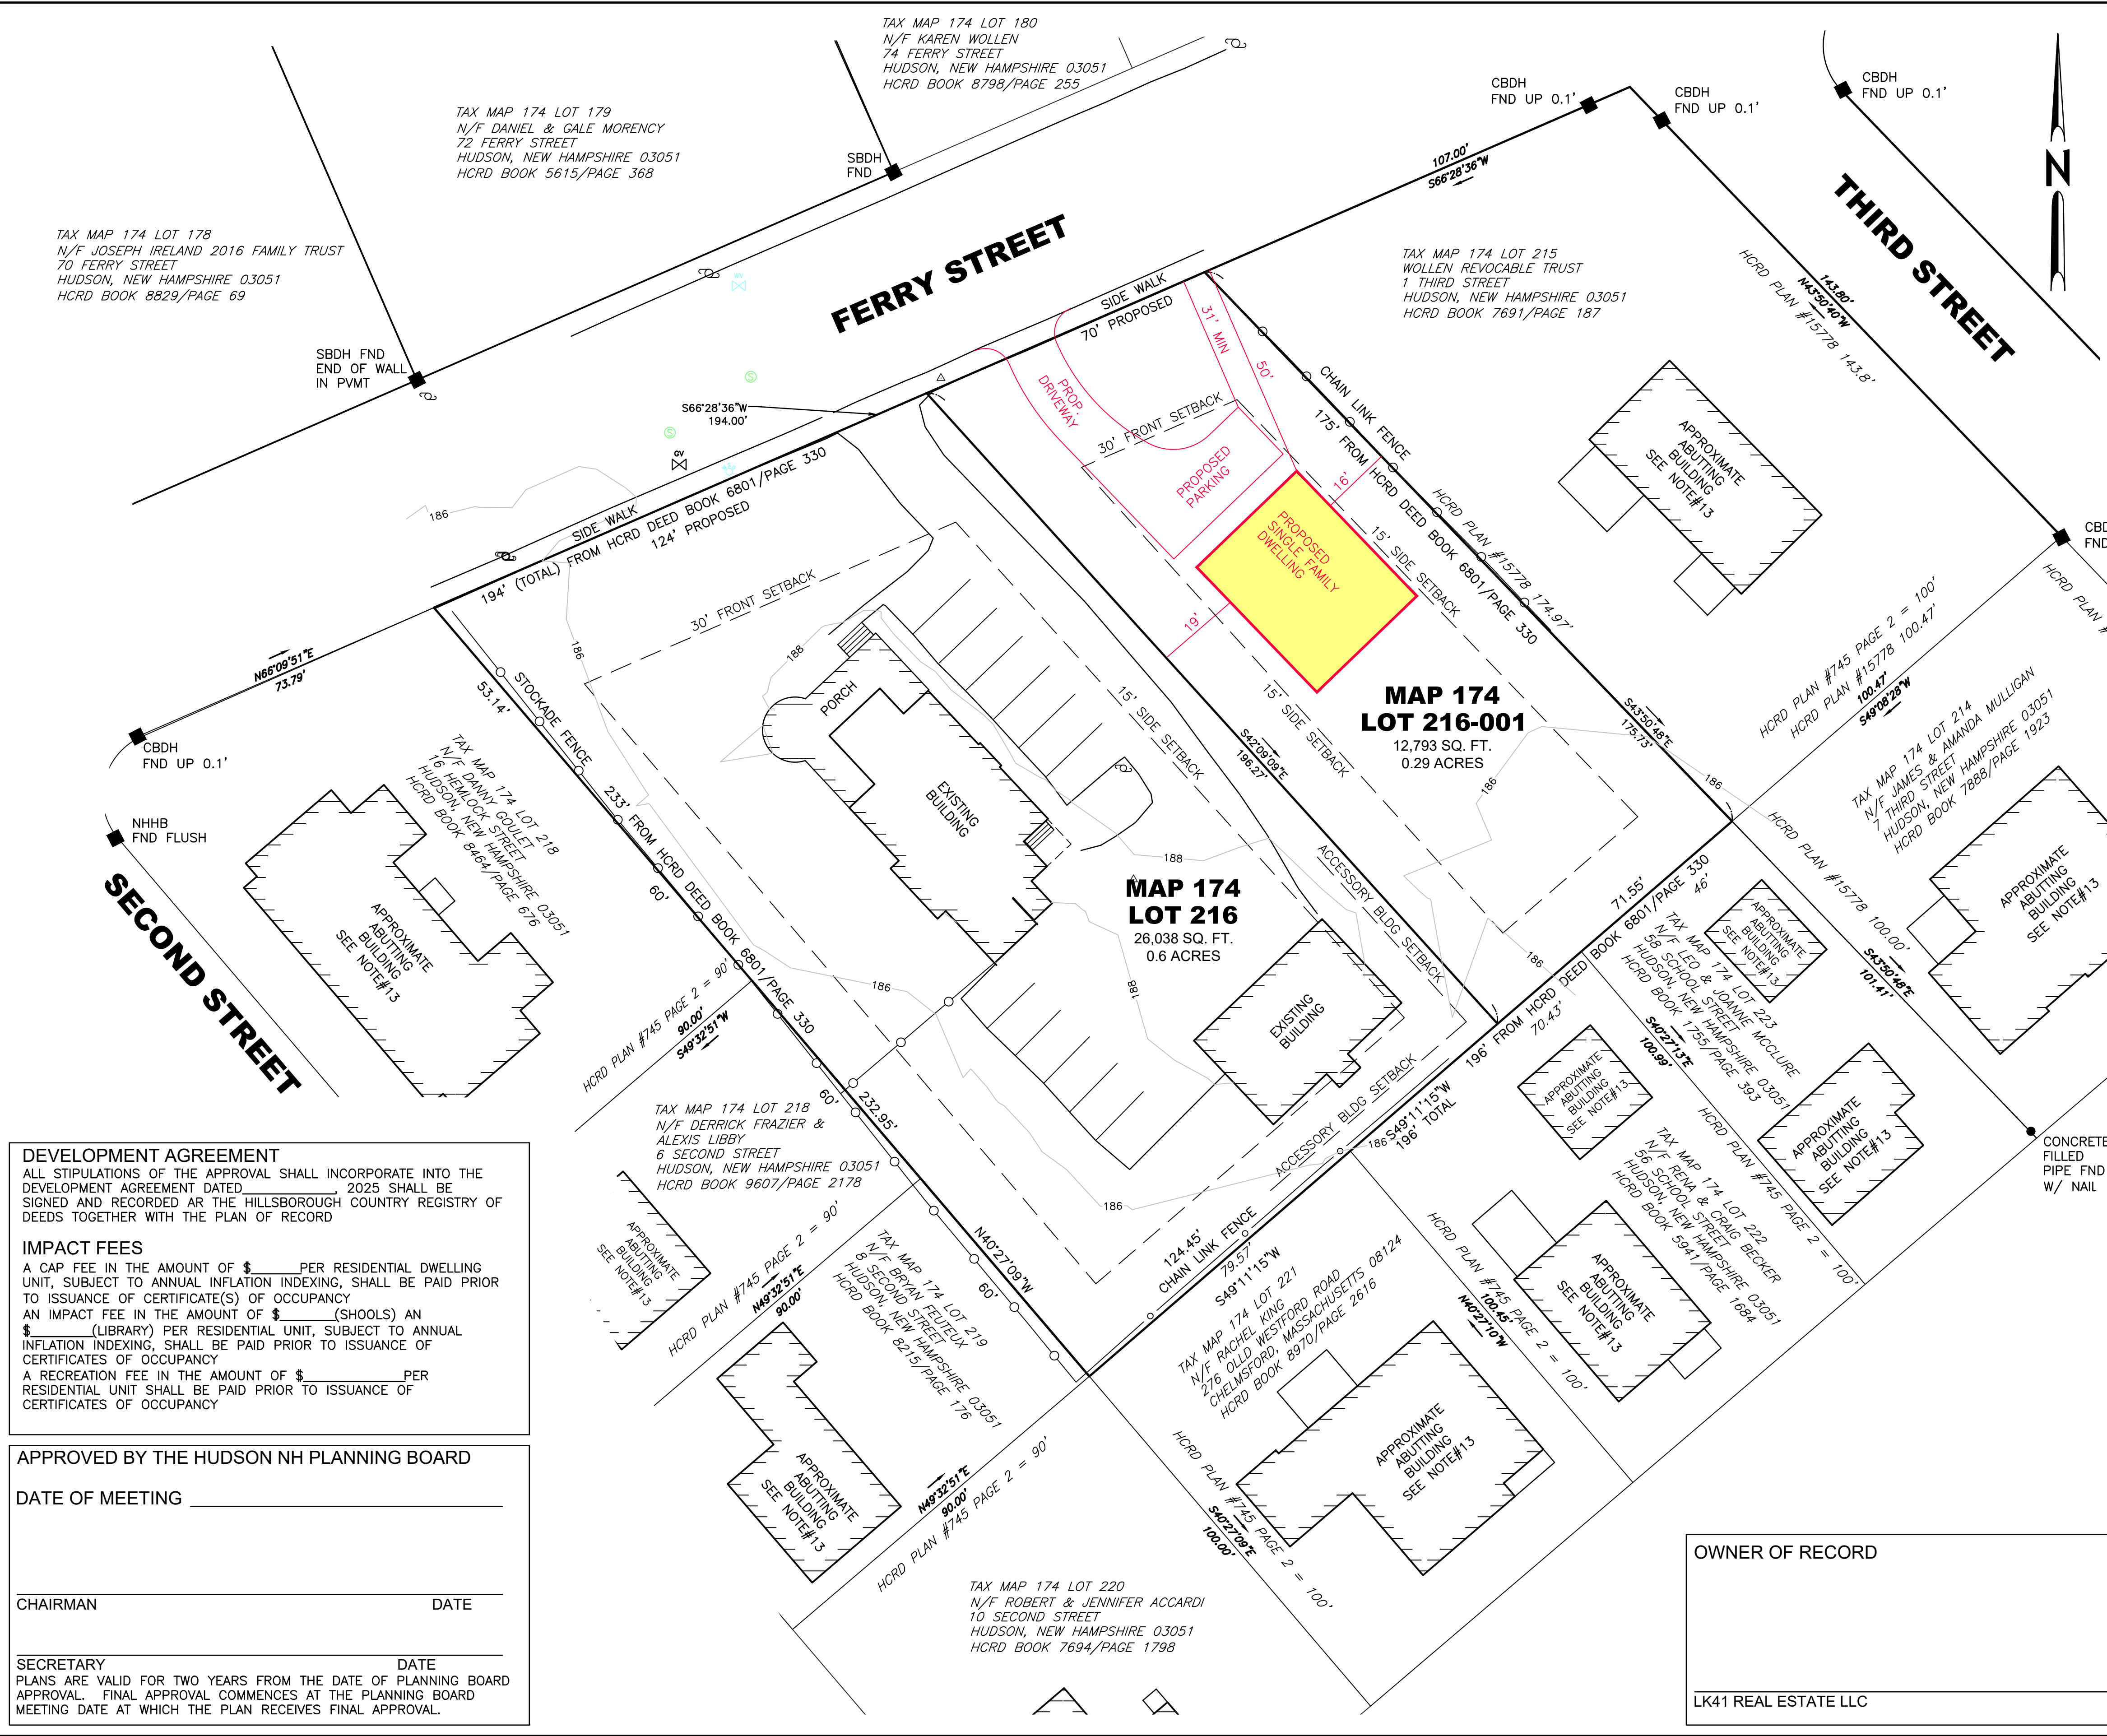 TAX MAP 174 LOT 180
N/F KAREN WOLLEN
74 FERRY STREET
HUDSON, NEW HAMPSHIRE 03051
HCRD BOOK 8798/PAGE 255
TAX MAP 174 LOT 179
N/F DANIEL & GALE MORENCY
72 FERRY STREET
HUDSON, NEW HAMPSHIRE 03051
HCRD BOOK 5615/PAGE 368
TAX MAP 174 LOT 178
N/F JOSEPH IRELAND 2016 FAMILY TRUST
70 FERRY STREET
HUDSON, NEW HAMPSHIRE 03051
HCRD BOOK 8829/PAGE 69
SBDH
FND
SBDH FND
END OF WALL
IN PVMT
CBDH
FND UP 0.1'
CBDH
FND UP 0.1'
CBDH
FND UP 0.1'
N
FERRY STREET
THIRD STREET
107.00'
S66°28'36"W
TAX MAP 174 LOT 215
WOLLEN REVOCABLE TRUST
1 THIRD STREET
HUDSON, NEW HAMPSHIRE 03051
HCRD BOOK 7691/PAGE 187
143.80'
N43°50'40"W
HCRD PLAN #15778 143.8'
SIDE WALK
70' PROPOSED
31' MIN
50'
PROP.
DRIVEWAY
30' FRONT SETBACK
PROPOSED
PARKING
16'
19'
PROPOSED
SINGLE FAMILY
DWELLING
CHAIN LINK FENCE
175' FROM HCRD DEED BOOK 6801/PAGE 330
HCRD PLAN #15778 174.97'
15' SIDE SETBACK
15' SIDE SETBACK
S43°50'48"E
175.73'
APPROXIMATE
ABUTTING
BUILDING
SEE NOTE#13
CBD
FND
HCRD PLAN #
S66°28'36"W
194.00'
S
S
GV
186
SIDE WALK
194' (TOTAL) FROM HCRD DEED BOOK 6801/PAGE 330
124' PROPOSED
30' FRONT SETBACK
186
188
N66°09'51"E
73.79'
CBDH
FND UP 0.1'
NHHB
FND FLUSH
SECOND STREET
53.14'
STOCKADE FENCE
233' FROM HCRD DEED BOOK 6801/PAGE 330
60'
TAX MAP 174 LOT 218
N/F DANNY GOULET
16 HEMLOCK STREET
HUDSON, NEW HAMPSHIRE 03051
HCRD BOOK 8464/PAGE 676
APPROXIMATE
ABUTTING
BUILDING
SEE NOTE#13
PORCH
EXISTING
BUILDING
15' SIDE SETBACK
S42°09'09"E
196.27'
MAP 174
LOT 216-001
12,793 SQ. FT.
0.29 ACRES
186
186
188
ACCESSORY BLDG SETBACK
MAP 174
LOT 216
26,038 SQ. FT.
0.6 ACRES
188
186
186
EXISTING
BUILDING
HCRD PLAN #745 PAGE 2 = 100'
HCRD PLAN #15778 100.47'
100.47'
S49°08'28"W
TAX MAP 174 LOT 214
N/F JAMES & AMANDA MULLIGAN
7 THIRD STREET
HUDSON, NEW HAMPSHIRE 03051
HCRD BOOK 7888/PAGE 1923
APPROXIMATE
ABUTTING
BUILDING
SEE NOTE#13
HCRD PLAN #15778 100.00'
S43°50'48"E
101.41'
71.55'
196' FROM HCRD DEED BOOK 6801/PAGE 330
46'
70.43'
TAX MAP 174 LOT 223
N/F LEO & JOANNE MCCLURE
58 SCHOOL STREET
HUDSON, NEW HAMPSHIRE 03051
HCRD BOOK 1755/PAGE 393
APPROXIMATE
ABUTTING
BUILDING
SEE NOTE#13
S40°27'13"E
100.99'
HCRD PLAN #745 PAGE 2 = 100'
APPROXIMATE
ABUTTING
BUILDING
SEE NOTE#13
APPROXIMATE
ABUTTING
BUILDING
SEE NOTE#13
CONCRETE
FILLED
PIPE FND
W/ NAIL
HCRD PLAN #745 PAGE 2 = 90'
90.00'
S49°32'51"W
60'
232.95'
TAX MAP 174 LOT 218
N/F DERRICK FRAZIER &
ALEXIS LIBBY
6 SECOND STREET
HUDSON, NEW HAMPSHIRE 03051
HCRD BOOK 9607/PAGE 2178
ACCESSORY BLDG SETBACK
S49°11'15"W
196' TOTAL
186
186
TAX MAP 174 LOT 222
N/F RENA & CRAIG BECKER
56 SCHOOL STREET
HUDSON, NEW HAMPSHIRE 03051
HCRD BOOK 5941/PAGE 1684
APPROXIMATE
ABUTTING
BUILDING
SEE NOTE#13
APPROXIMATE
ABUTTING
BUILDING
SEE NOTE#13
HCRD PLAN #745 PAGE 2 = 90'
N49°32'51"E
90.00'
N40°27'09"W
60'
124.45'
CHAIN LINK FENCE
79.57'
S49°11'15"W
TAX MAP 174 LOT 219
N/F BRYAN FEUTEUX
8 SECOND STREET
HUDSON, NEW HAMPSHIRE 03051
HCRD BOOK 8215/PAGE 176
APPROXIMATE
ABUTTING
BUILDING
SEE NOTE#13
TAX MAP 174 LOT 221
N/F RACHEL KING
276 OLLD WESTFORD ROAD
CHELMSFORD, MASSACHUSETTS 08124
HCRD BOOK 8970/PAGE 2616
HCRD PLAN #745 PAGE 2 = 100'
100.45'
N40°27'10"W
APPROXIMATE
ABUTTING
BUILDING
SEE NOTE#13
N49°32'51"E
90.00'
HCRD PLAN #745 PAGE 2 = 90'
HCRD PLAN #745 PAGE 2 = 100'
S40°27'09"E
100.00'
TAX MAP 174 LOT 220
N/F ROBERT & JENNIFER ACCARDI
10 SECOND STREET
HUDSON, NEW HAMPSHIRE 03051
HCRD BOOK 7694/PAGE 1798
DEVELOPMENT AGREEMENT
ALL STIPULATIONS OF THE APPROVAL SHALL INCORPORATE INTO THE
DEVELOPMENT AGREEMENT DATED____________, 2025 SHALL BE
SIGNED AND RECORDED AR THE HILLSBOROUGH COUNTRY REGISTRY OF
DEEDS TOGETHER WITH THE PLAN OF RECORD
IMPACT FEES
A CAP FEE IN THE AMOUNT OF $______PER RESIDENTIAL DWELLING
UNIT, SUBJECT TO ANNUAL INFLATION INDEXING, SHALL BE PAID PRIOR
TO ISSUANCE OF CERTIFICATE(S) OF OCCUPANCY
AN IMPACT FEE IN THE AMOUNT OF $_______(SHOOLS) AN
$________(LIBRARY) PER RESIDENTIAL UNIT, SUBJECT TO ANNUAL
INFLATION INDEXING, SHALL BE PAID PRIOR TO ISSUANCE OF
CERTIFICATES OF OCCUPANCY
A RECREATION FEE IN THE AMOUNT OF $_____________PER
RESIDENTIAL UNIT SHALL BE PAID PRIOR TO ISSUANCE OF
CERTIFICATES OF OCCUPANCY
APPROVED BY THE HUDSON NH PLANNING BOARD
DATE OF MEETING
CHAIRMAN DATE
SECRETARY DATE
PLANS ARE VALID FOR TWO YEARS FROM THE DATE OF PLANNING BOARD
APPROVAL. FINAL APPROVAL COMMENCES AT THE PLANNING BOARD
MEETING DATE AT WHICH THE PLAN RECEIVES FINAL APPROVAL.
OWNER OF RECORD
LK41 REAL ESTATE LLC